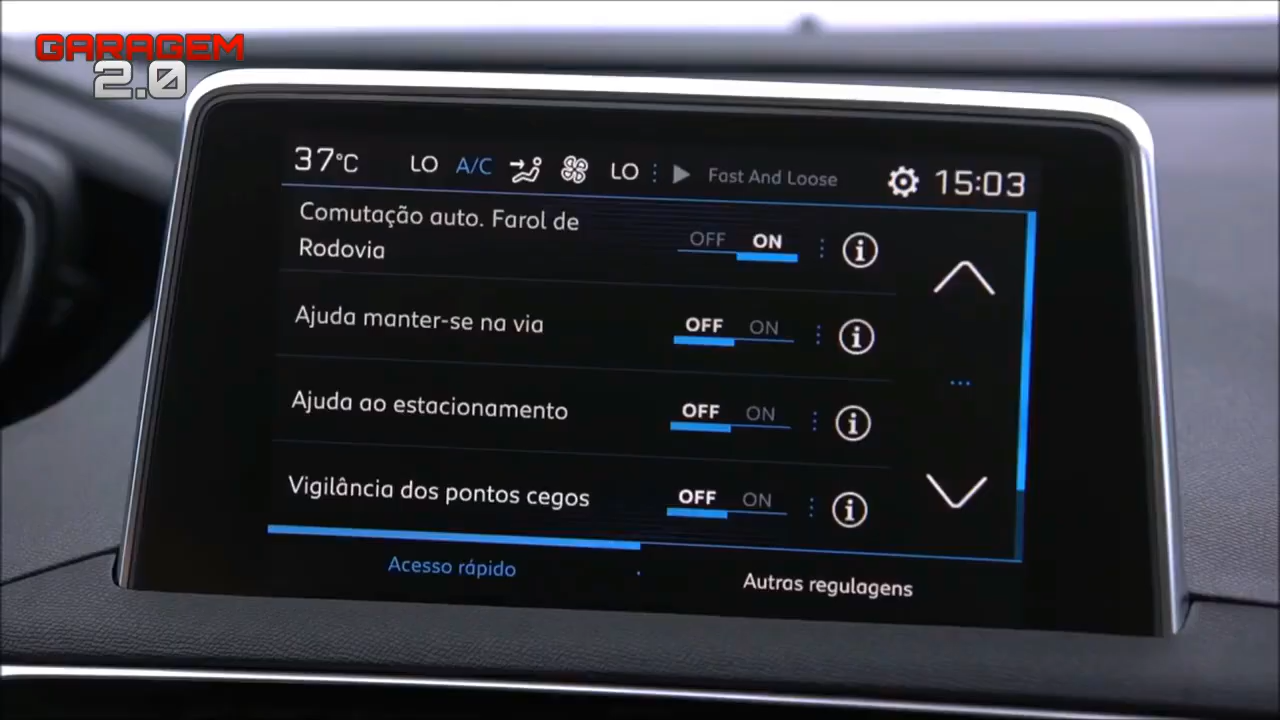 GARAGEM
2.0
37°C LO A/C LO Fast And Loose 15:03
Comutação auto. Farol de
Rodovia
OFF ON
Ajuda manter-se na via OFF ON
Ajuda ao estacionamento OFF ON
Vigilância dos pontos cegos OFF ON
Acesso rápido Autras regulagens